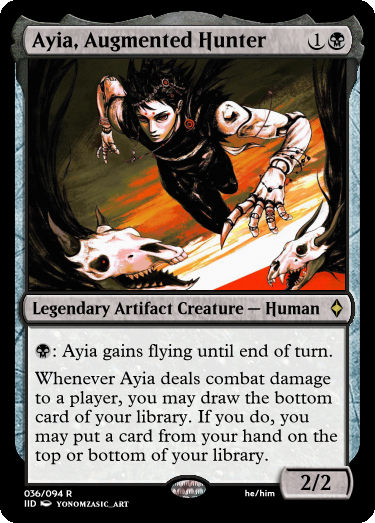 Ayia, Augmented Hunter 1
Legendary Artifact Creature — Human
: Ayia gains flying until end of turn.
Whenever Ayia deals combat damage
to a player, you may draw the bottom
card of your library. If you do, you
may put a card from your hand on the
top or bottom of your library.
2/2
036/094 R he/him
IID YONOMZASIC_ART